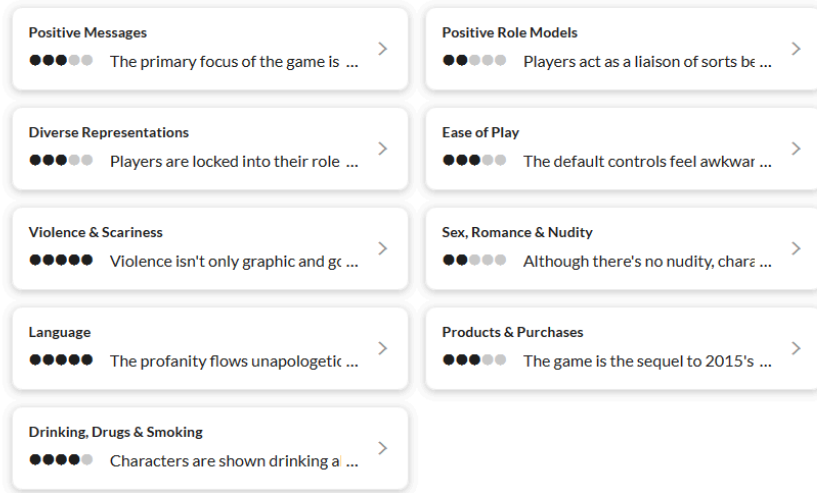 Positive Messages
The primary focus of the game is ...
Positive Role Models
Players act as a liaison of sorts be ...
Diverse Representations
Players are locked into their role ...
Ease of Play
The default controls feel awkwar ...
Violence & Scariness
Violence isn't only graphic and go ...
Sex, Romance & Nudity
Although there's no nudity, chara ...
Language
The profanity flows unapologetic ...
Products & Purchases
The game is the sequel to 2015's ...
Drinking, Drugs & Smoking
Characters are shown drinking al ...